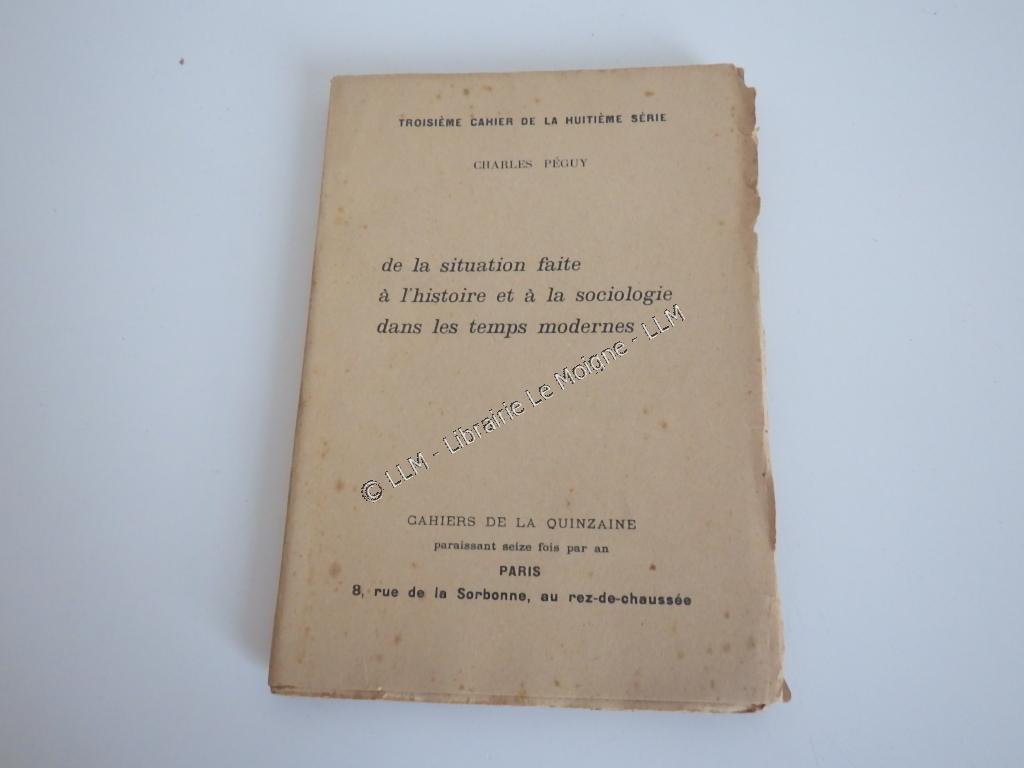 TROISIÈME CAHIER DE LA HUITIÈME SÉRIE
CHARLES PÉGUY
de la situation faite
à l'histoire et à la sociologie
dans les temps modernes
© LLM - Librairie Le Moigne - LLM
CAHIERS DE LA QUINZAINE
paraissant seize fois par an
PARIS
8, rue de la Sorbonne, au rez-de-chaussée